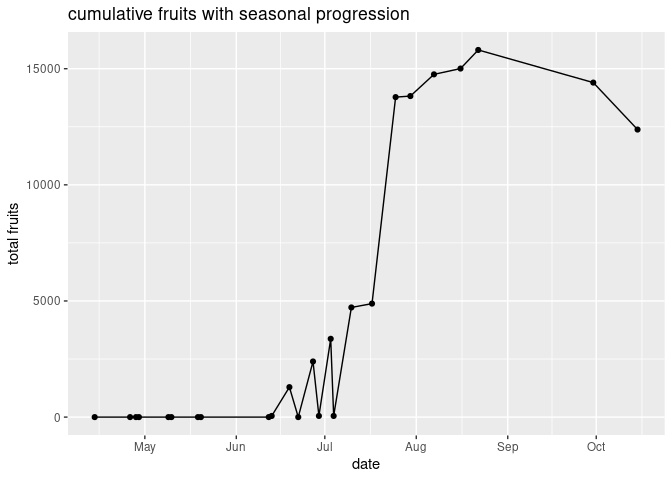 cumulative fruits with seasonal progression
15000
10000
5000
0
total fruits
May Jun Jul Aug Sep Oct
date